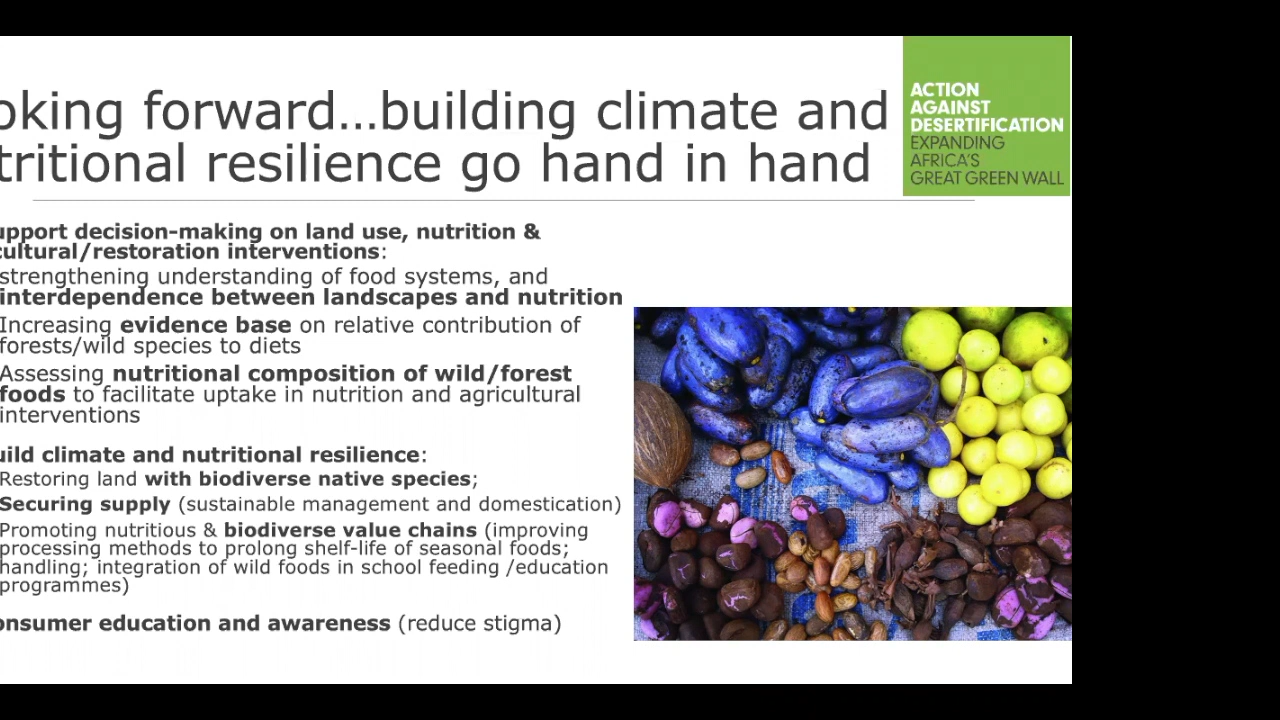 oking forward...building climate and
tritional resilience go hand in hand
ACTION
AGAINST
DESERTIFICATION
EXPANDING
AFRICA'S
GREAT GREEN WALL
upport decision-making on land use, nutrition &
cultural/restoration interventions:
strengthening understanding of food systems, and
interdependence between landscapes and nutrition
Increasing evidence base on relative contribution of
forests/wild species to diets
Assessing nutritional composition of wild/forest
foods to facilitate uptake in nutrition and agricultural
interventions
uild climate and nutritional resilience:
Restoring land with biodiverse native species;
Securing supply (sustainable management and domestication)
Promoting nutritious & biodiverse value chains (improving
processing methods to prolong shelf-life of seasonal foods;
handling; integration of wild foods in school feeding /education
programmes)
onsumer education and awareness (reduce stigma)